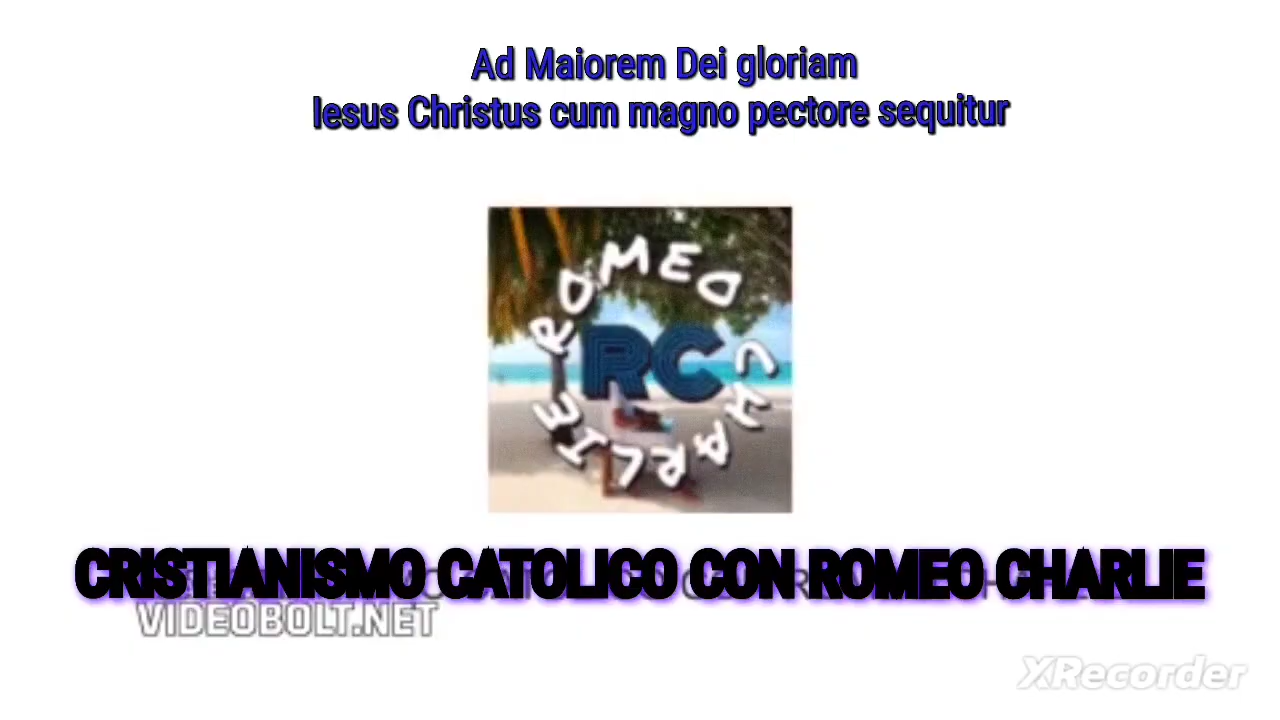 Ad Maiorem Dei gloriam
Iesus Christus cum magno pectore sequitur
ROMEO CHARLIE
RC
CRISTIANISMO CATOLICO CON ROMEO CHARLIE
VIDEOBOLT.NET
XRecorder